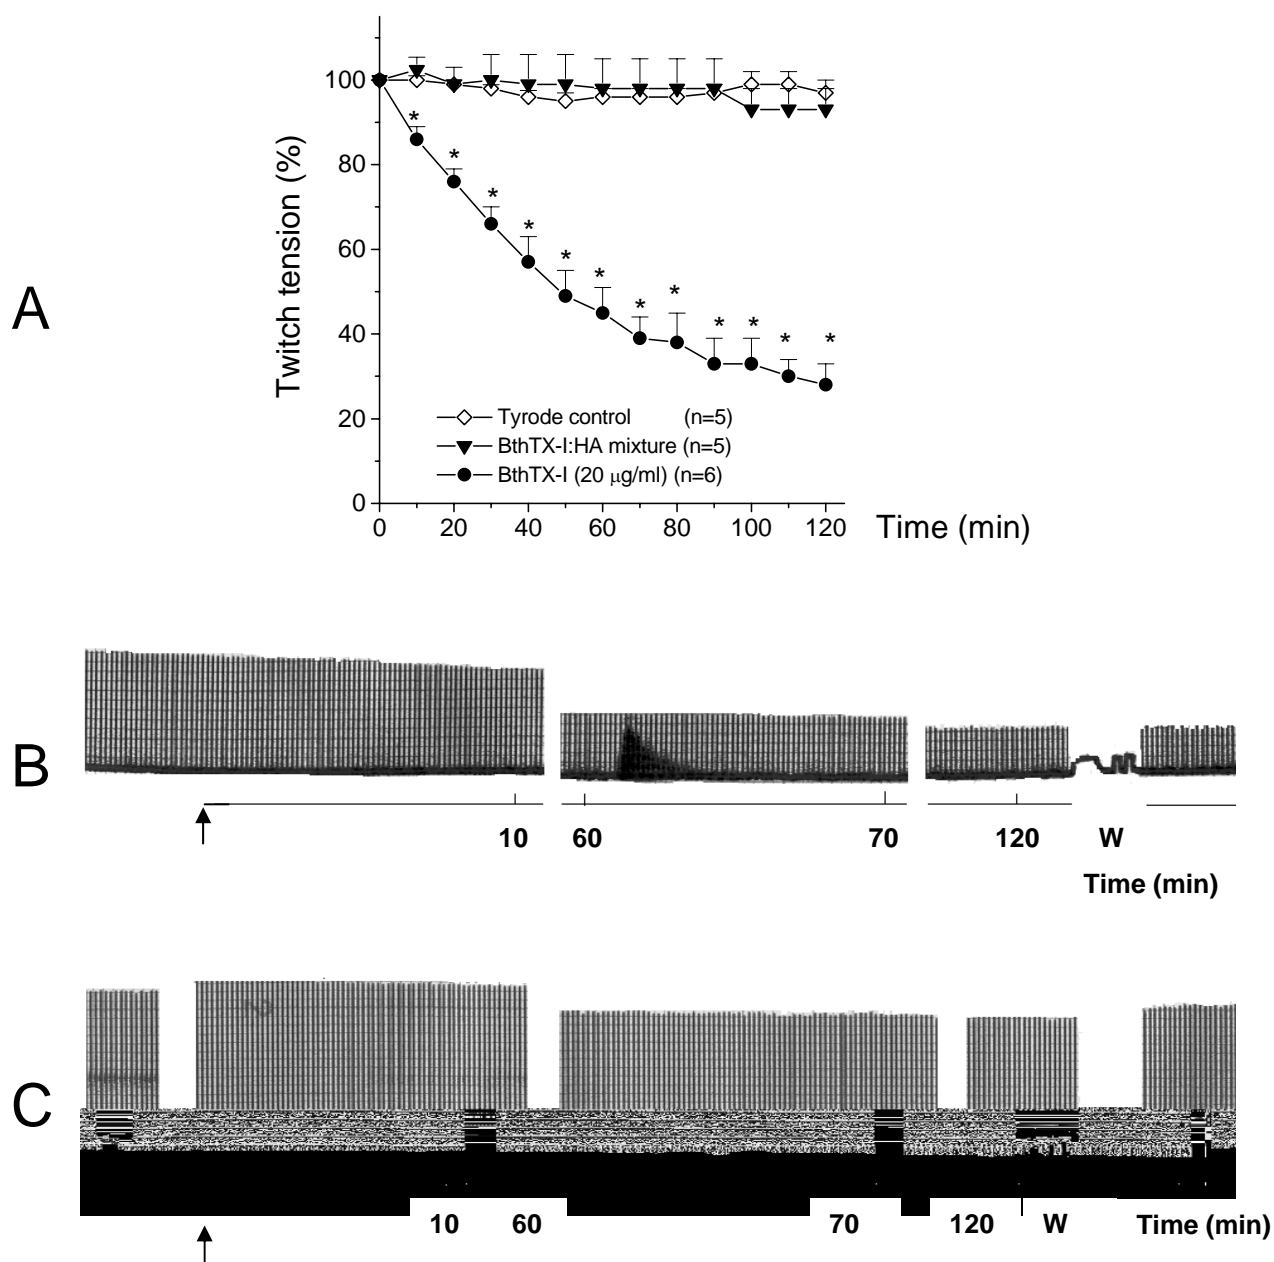 A
Twitch tension (%)
100
80
60
40
20
0
* * * * * * * * * * * *
Tyrode control (n=5)
BthTX-I:HA mixture (n=5)
BthTX-I (20 μg/ml) (n=6)
0 20 40 60 80 100 120
Time (min)
B
10 60 70 120 W
Time (min)
C
10 60 70 120 W Time (min)